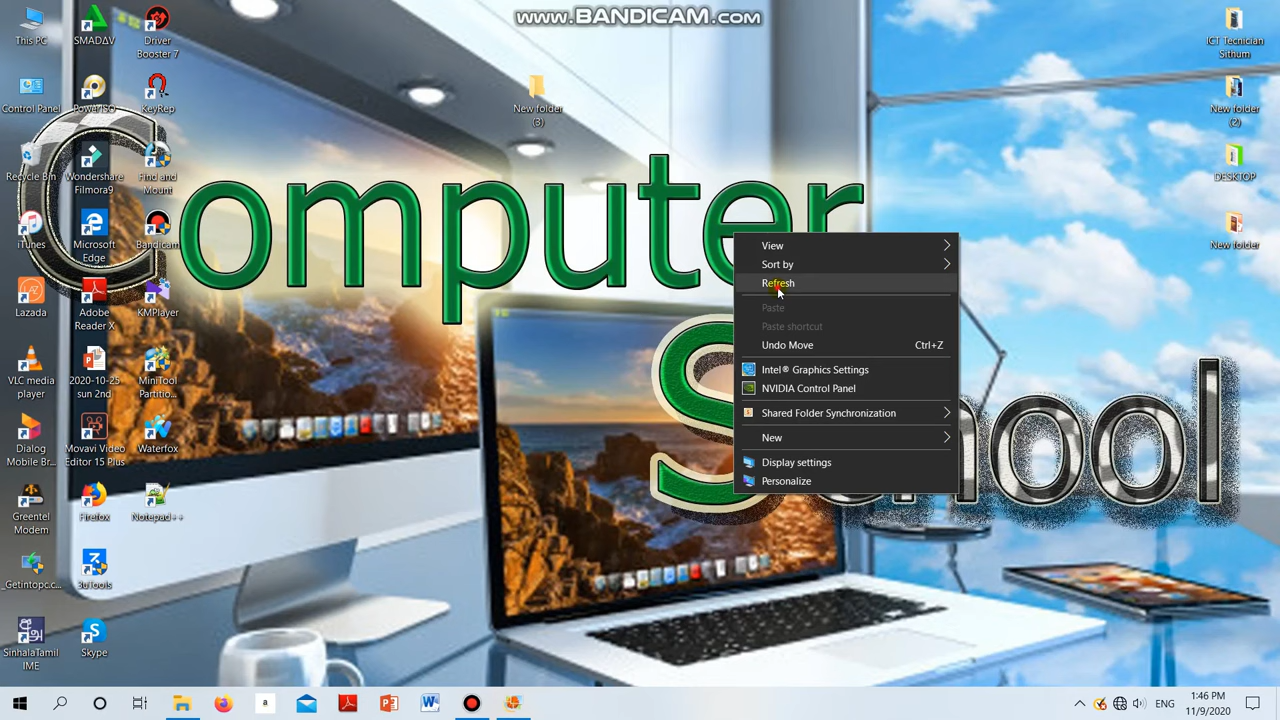 www.BANDICAM.com
This PC
SMADΔV
Driver
Booster 7
Control Panel
PowerISO
KeyRep
Recycle Bin
Wondershare
Filmora9
Find and
Mount
iTunes
Microsoft
Edge
Bandicam
Lazada
Adobe
Reader X
KMPlayer
VLC media
player
2020-10-25
sun 2nd
MiniTool
Partitio...
Dialog
Mobile Br...
Movavi Video
Editor 15 Plus
Waterfox
Greentel
Modem
Firefox
Notepad++
_Getintopc.c...
3uTools
SinhalaTamil
IME
Skype
New folder
(3)
ICT Tecnician
Sithum
New folder
(2)
DESKTOP
New folder
Computer
School
View
Sort by
Refresh
Paste
Paste shortcut
Undo Move Ctrl+Z
Intel® Graphics Settings
NVIDIA Control Panel
Shared Folder Synchronization
New
Display settings
Personalize
ENG
1:46 PM
11/9/2020